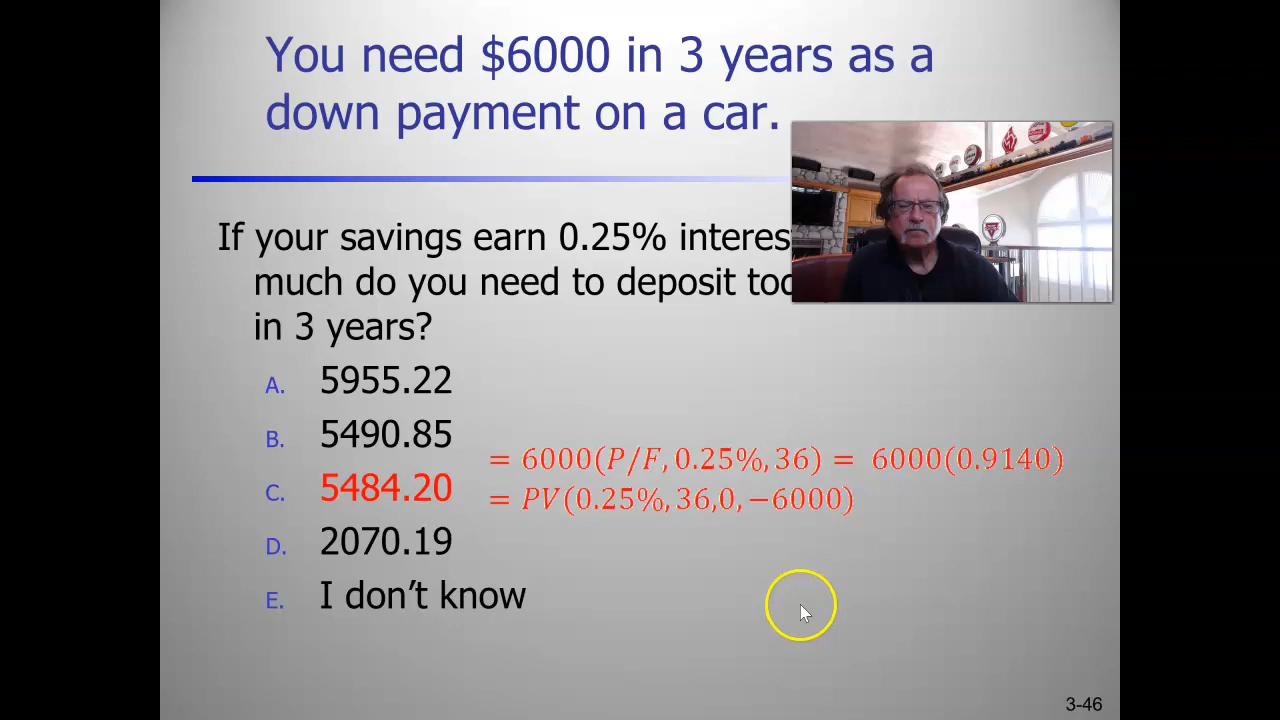 You need $6000 in 3 years as a
down payment on a car.
If your savings earn 0.25%
much do you need to deposit
in 3 years?
A. 5955.22
B. 5490.85
= 6000(P/F, 0.25%, 36) = 6000(0.9140)
C. 5484.20
= PV(0.25%, 36,0, −6000)
D. 2070.19
E. I don’t know
3-46